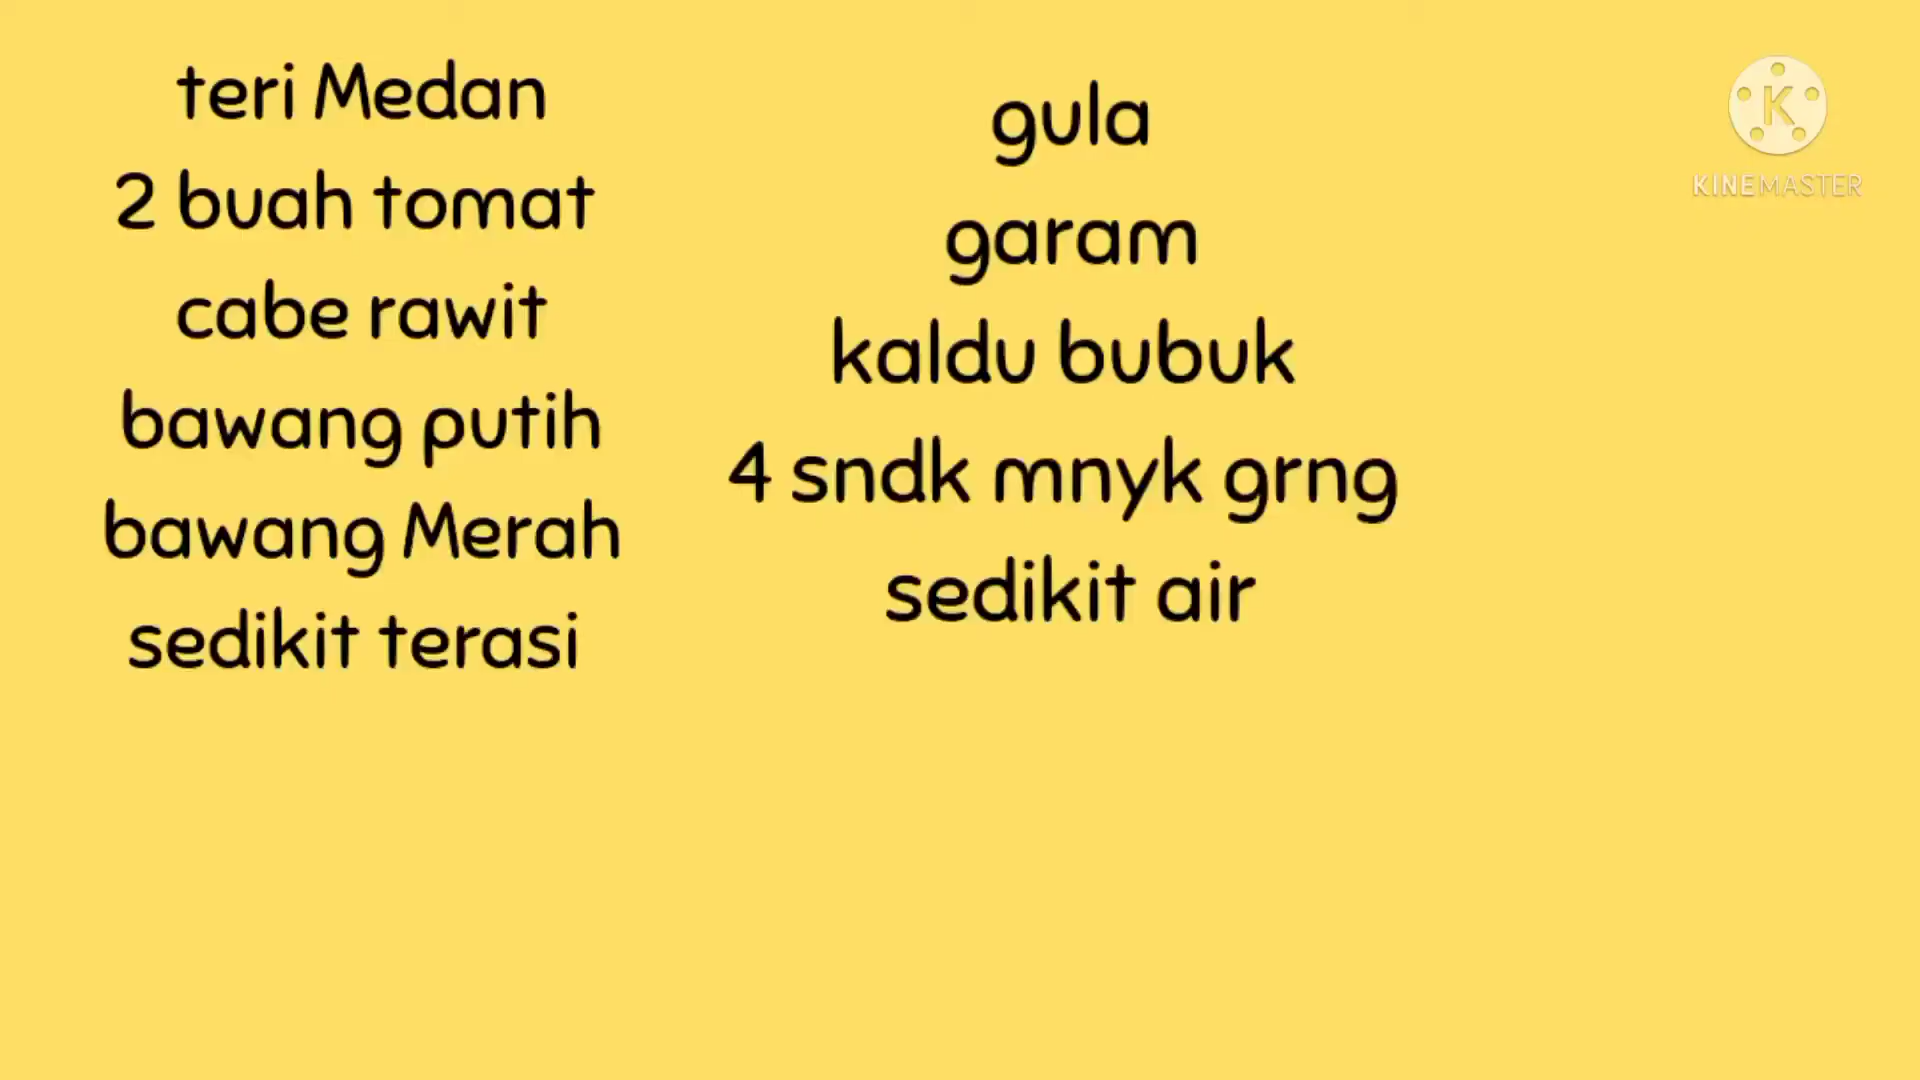 teri Medan
2 buah tomat
cabe rawit
bawang putih
bawang Merah
sedikit terasi
gula
garam
kaldu bubuk
4 sndk mnyk grng
sedikit air
K
KINEMASTER